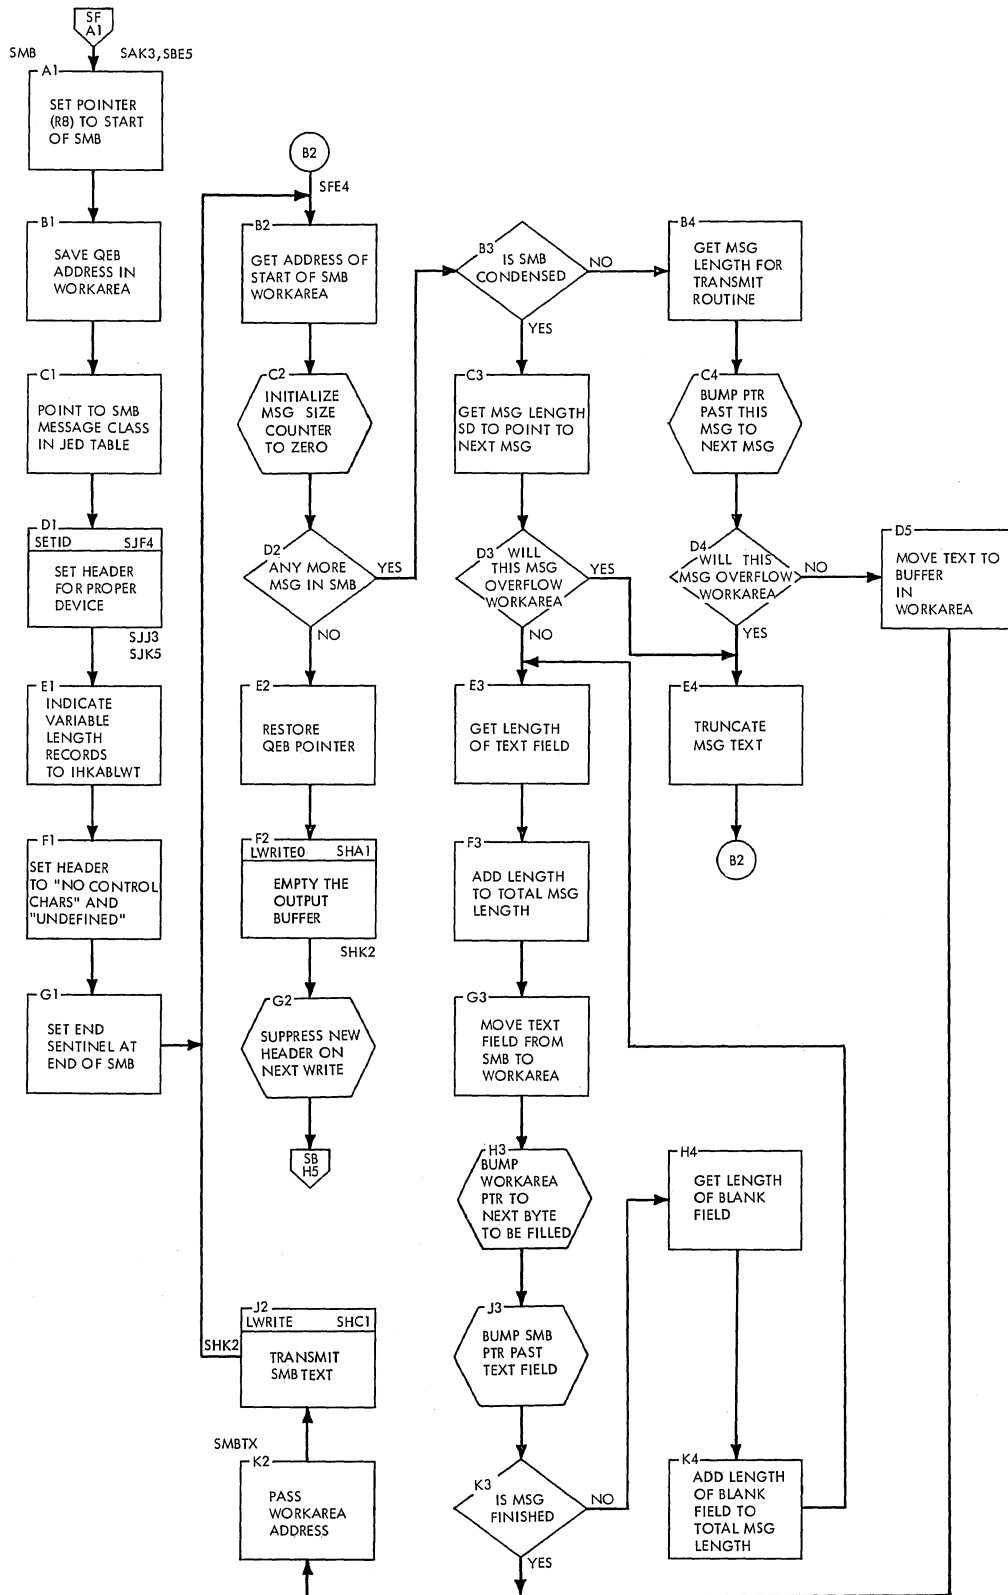 SF
A1
SMB
SAK3,SBE5
A1
SET POINTER
(R8) TO START
OF SMB
B1
SAVE QEB
ADDRESS IN
WORKAREA
C1
POINT TO SMB
MESSAGE CLASS
IN JED TABLE
D1
SETID SJF4
SET HEADER
FOR PROPER
DEVICE
SJJ3
SJK5
E1
INDICATE
VARIABLE
LENGTH
RECORDS
TO IHKABLWT
F1
SET HEADER
TO "NO CONTROL
CHARS" AND
"UNDEFINED"
G1
SET END
SENTINEL AT
END OF SMB
B2
SFE4
B2
GET ADDRESS OF
START OF SMB
WORKAREA
C2
INITIALIZE
MSG SIZE
COUNTER
TO ZERO
D2
ANY MORE
MSG IN SMB
YES
NO
E2
RESTORE
QEB POINTER
F2
LWRITE0 SHA1
EMPTY THE
OUTPUT
BUFFER
SHK2
G2
SUPPRESS NEW
HEADER ON
NEXT WRITE
SB
H5
J2
LWRITE SHC1
SHK2
TRANSMIT
SMB TEXT
SMBTX
K2
PASS
WORKAREA
ADDRESS
B3
IS SMB
CONDENSED
NO
YES
C3
GET MSG LENGTH
SD TO POINT TO
NEXT MSG
D3
WILL
THIS MSG
OVERFLOW
WORKAREA
YES
NO
E3
GET LENGTH
OF TEXT FIELD
F3
ADD LENGTH
TO TOTAL MSG
LENGTH
G3
MOVE TEXT
FIELD FROM
SMB TO
WORKAREA
H3
BUMP
WORKAREA
PTR TO
NEXT BYTE
TO BE FILLED
J3
BUMP SMB
PTR PAST
TEXT FIELD
K3
IS MSG
FINISHED
NO
YES
B4
GET MSG
LENGTH FOR
TRANSMIT
ROUTINE
C4
BUMP PTR
PAST THIS
MSG TO
NEXT MSG
D4
WILL THIS
MSG OVERFLOW
WORKAREA
NO
YES
E4
TRUNCATE
MSG TEXT
B2
H4
GET LENGTH
OF BLANK
FIELD
K4
ADD LENGTH
OF BLANK
FIELD TO
TOTAL MSG
LENGTH
D5
MOVE TEXT TO
BUFFER
IN
WORKAREA